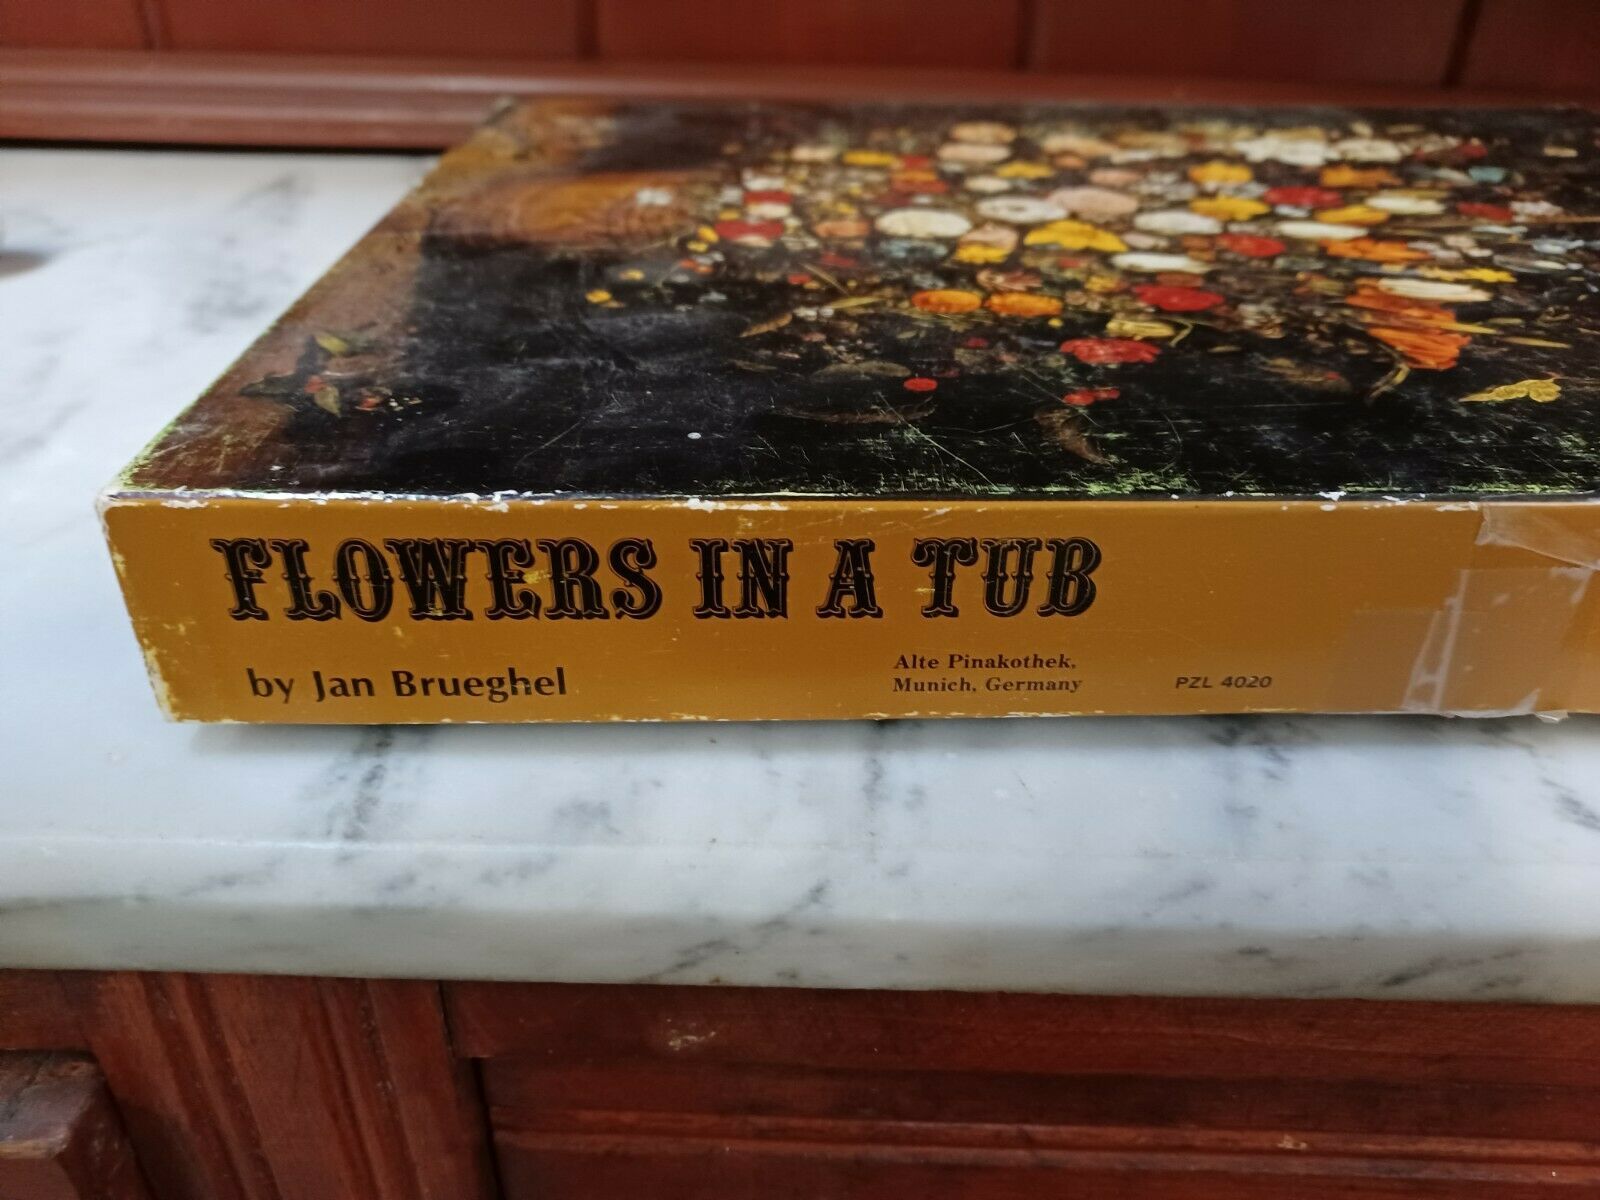 FLOWERS IN A TUB
by Jan Brueghel
Alte Pinakothek,
Munich, Germany
PZL 4020